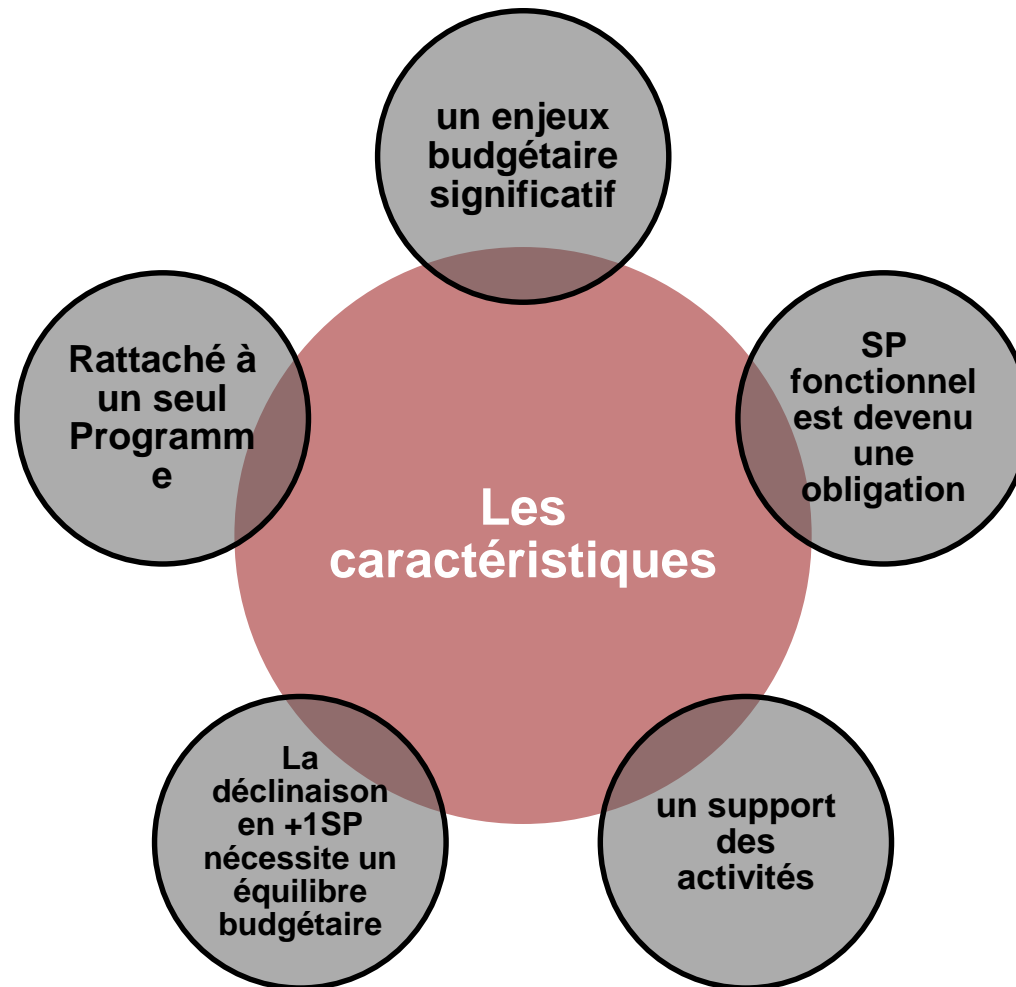 un enjeux
budgétaire
significatif
Rattaché à
un seul
Programm
e
SP
fonctionnel
est devenu
une
obligation
Les
caractéristiques
La
déclinaison
en +1SP
nécessite un
équilibre
budgétaire
un support
des
activités